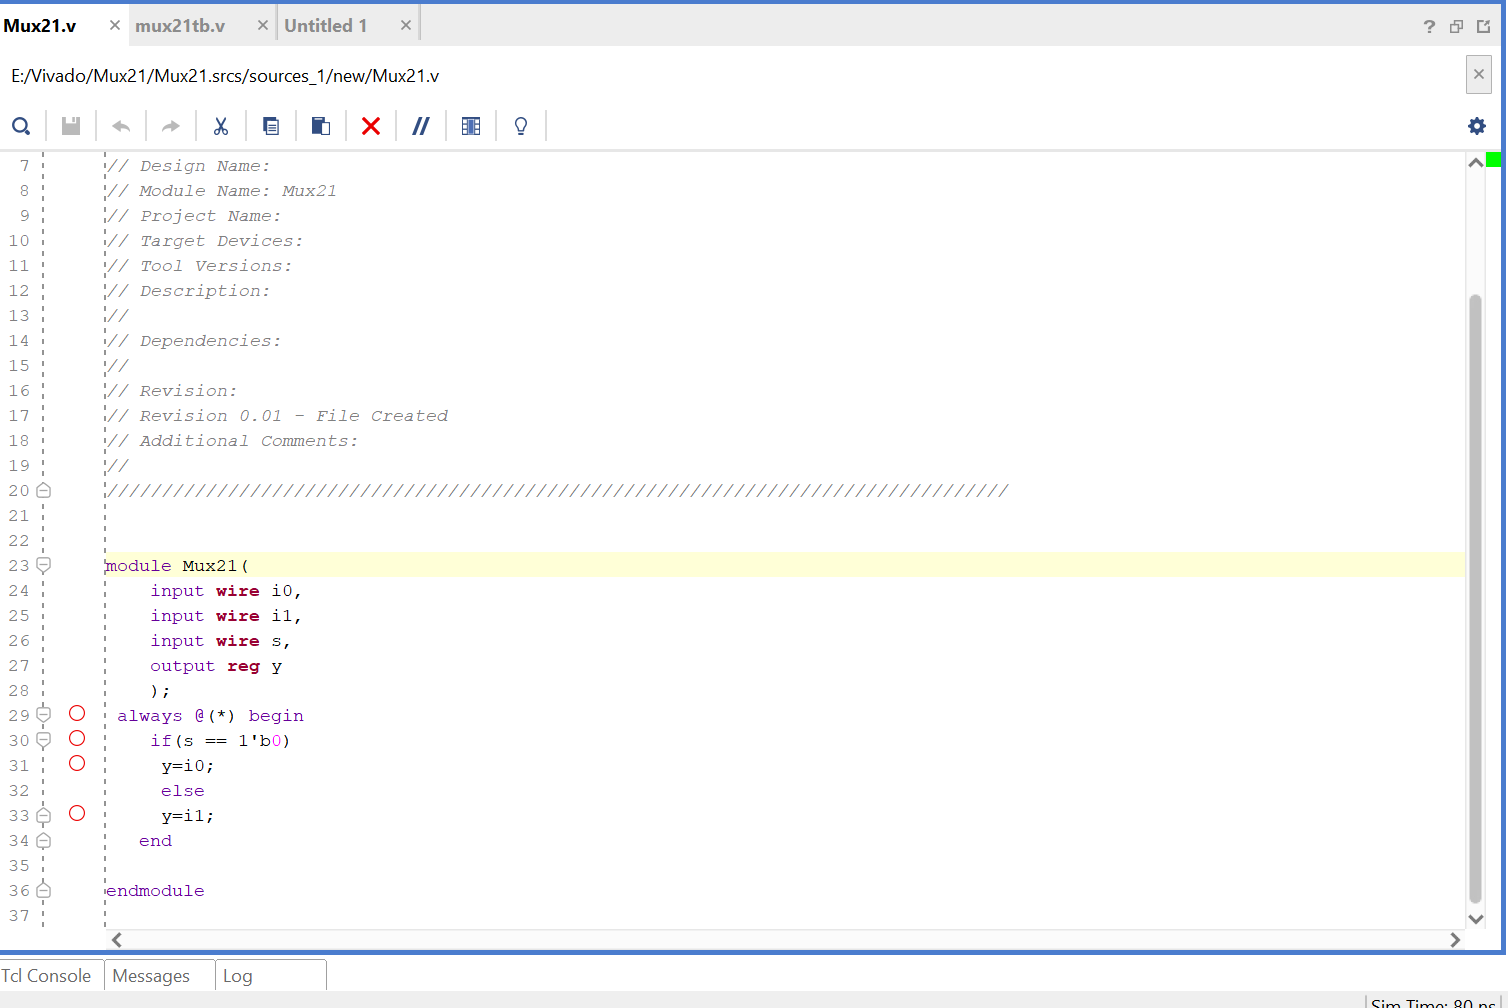 Mux21.v × mux21tb.v × Untitled 1 × ?
E:/Vivado/Mux21/Mux21.srcs/sources_1/new/Mux21.v ×
7 // Design Name:
8 // Module Name: Mux21
9 // Project Name:
10 // Target Devices:
11 // Tool Versions:
12 // Description:
13 //
14 // Dependencies:
15 //
16 // Revision:
17 // Revision 0.01 - File Created
18 // Additional Comments:
19 //
20 //////////////////////////////////////////////////////////////////////////////////
21
22
23 module Mux21(
24 input wire i0,
25 input wire i1,
26 input wire s,
27 output reg y
28 );
29 always @(*) begin
30 if(s == 1'b0)
31 y=i0;
32 else
33 y=i1;
34 end
35
36 endmodule
37
Tcl Console Messages Log
Sim Time: 80 ns